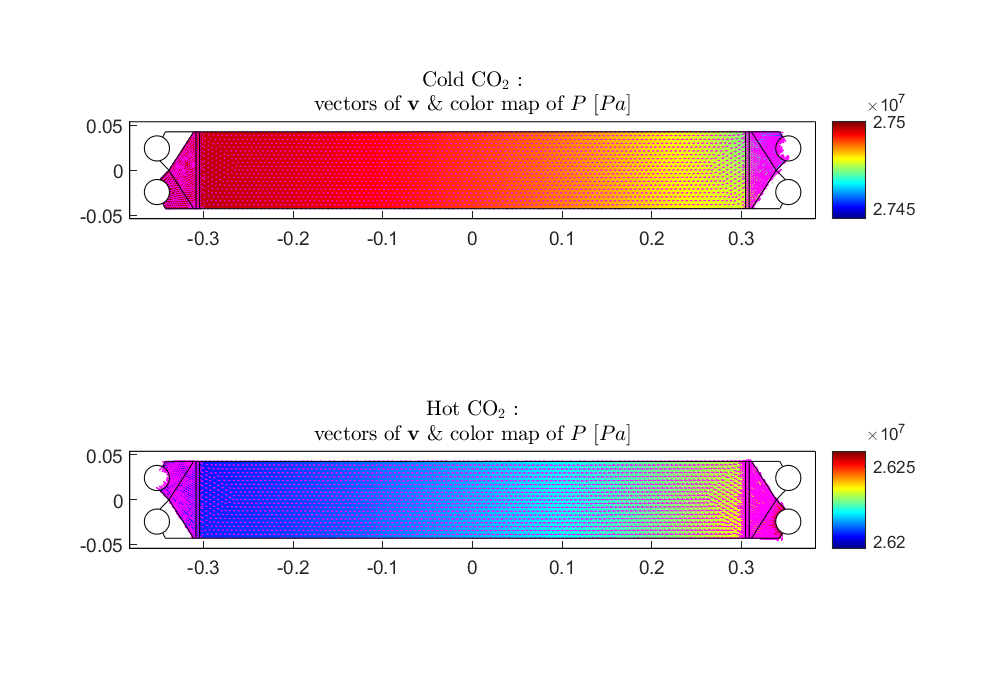 Cold CO₂ :
vectors of v & color map of P [Pa]
×10⁷
0.05
0
-0.05
2.75
2.745
-0.3 -0.2 -0.1 0 0.1 0.2 0.3
Hot CO₂ :
vectors of v & color map of P [Pa]
×10⁷
0.05
0
-0.05
2.625
2.62
-0.3 -0.2 -0.1 0 0.1 0.2 0.3